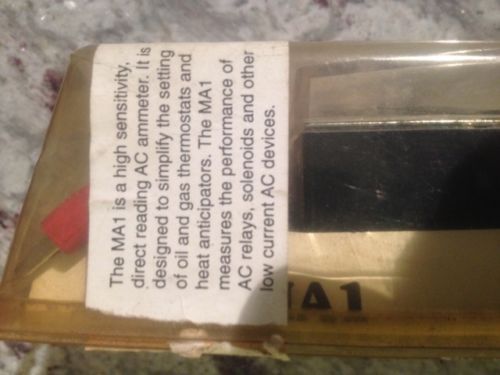 The MA1 is a high sensitivity,
direct reading AC ammeter. It is
designed to simplify the setting
of oil and gas thermostats and
heat anticipators. The MA1
measures the performance of
AC relays, solenoids and other
low current AC devices.
A1